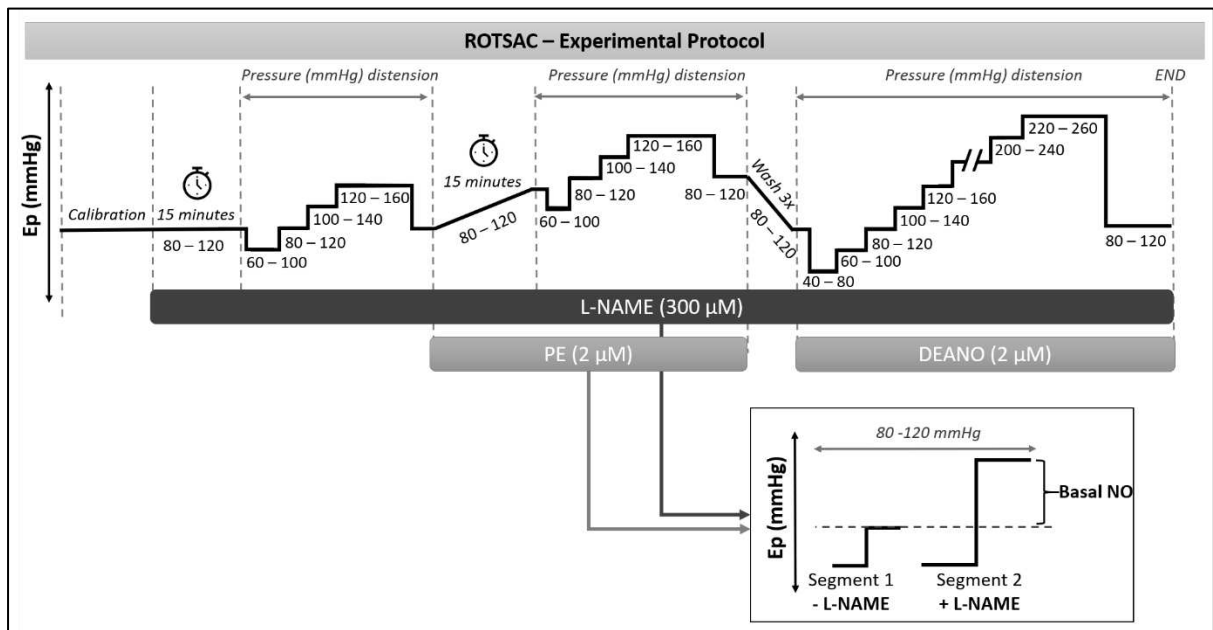 ROTSAC – Experimental Protocol
Pressure (mmHg) distension
Pressure (mmHg) distension
Pressure (mmHg) distension
END
Ep (mmHg)
Calibration
15 minutes
80 – 120
60 – 100
80 – 120
100 – 140
120 – 160
15 minutes
80 – 120
60 – 100
80 – 120
100 – 140
120 – 160
80 – 120
Wash 3x
80 – 120
40 – 80
60 – 100
80 – 120
100 – 140
120 – 160
200 – 240
220 – 260
80 – 120
L-NAME (300 µM)
PE (2 µM)
DEANO (2 µM)
80 -120 mmHg
Ep (mmHg)
Basal NO
Segment 1
- L-NAME
Segment 2
+ L-NAME